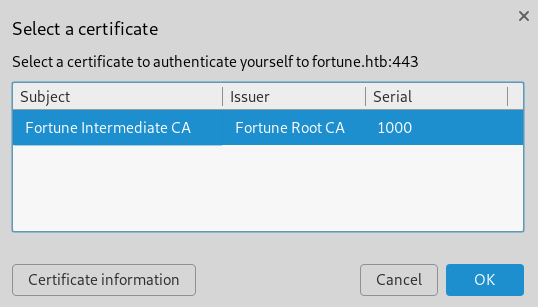 Select a certificate
Select a certificate to authenticate yourself to fortune.htb:443
Subject Issuer Serial
Fortune Intermediate CA Fortune Root CA 1000
Certificate information Cancel OK